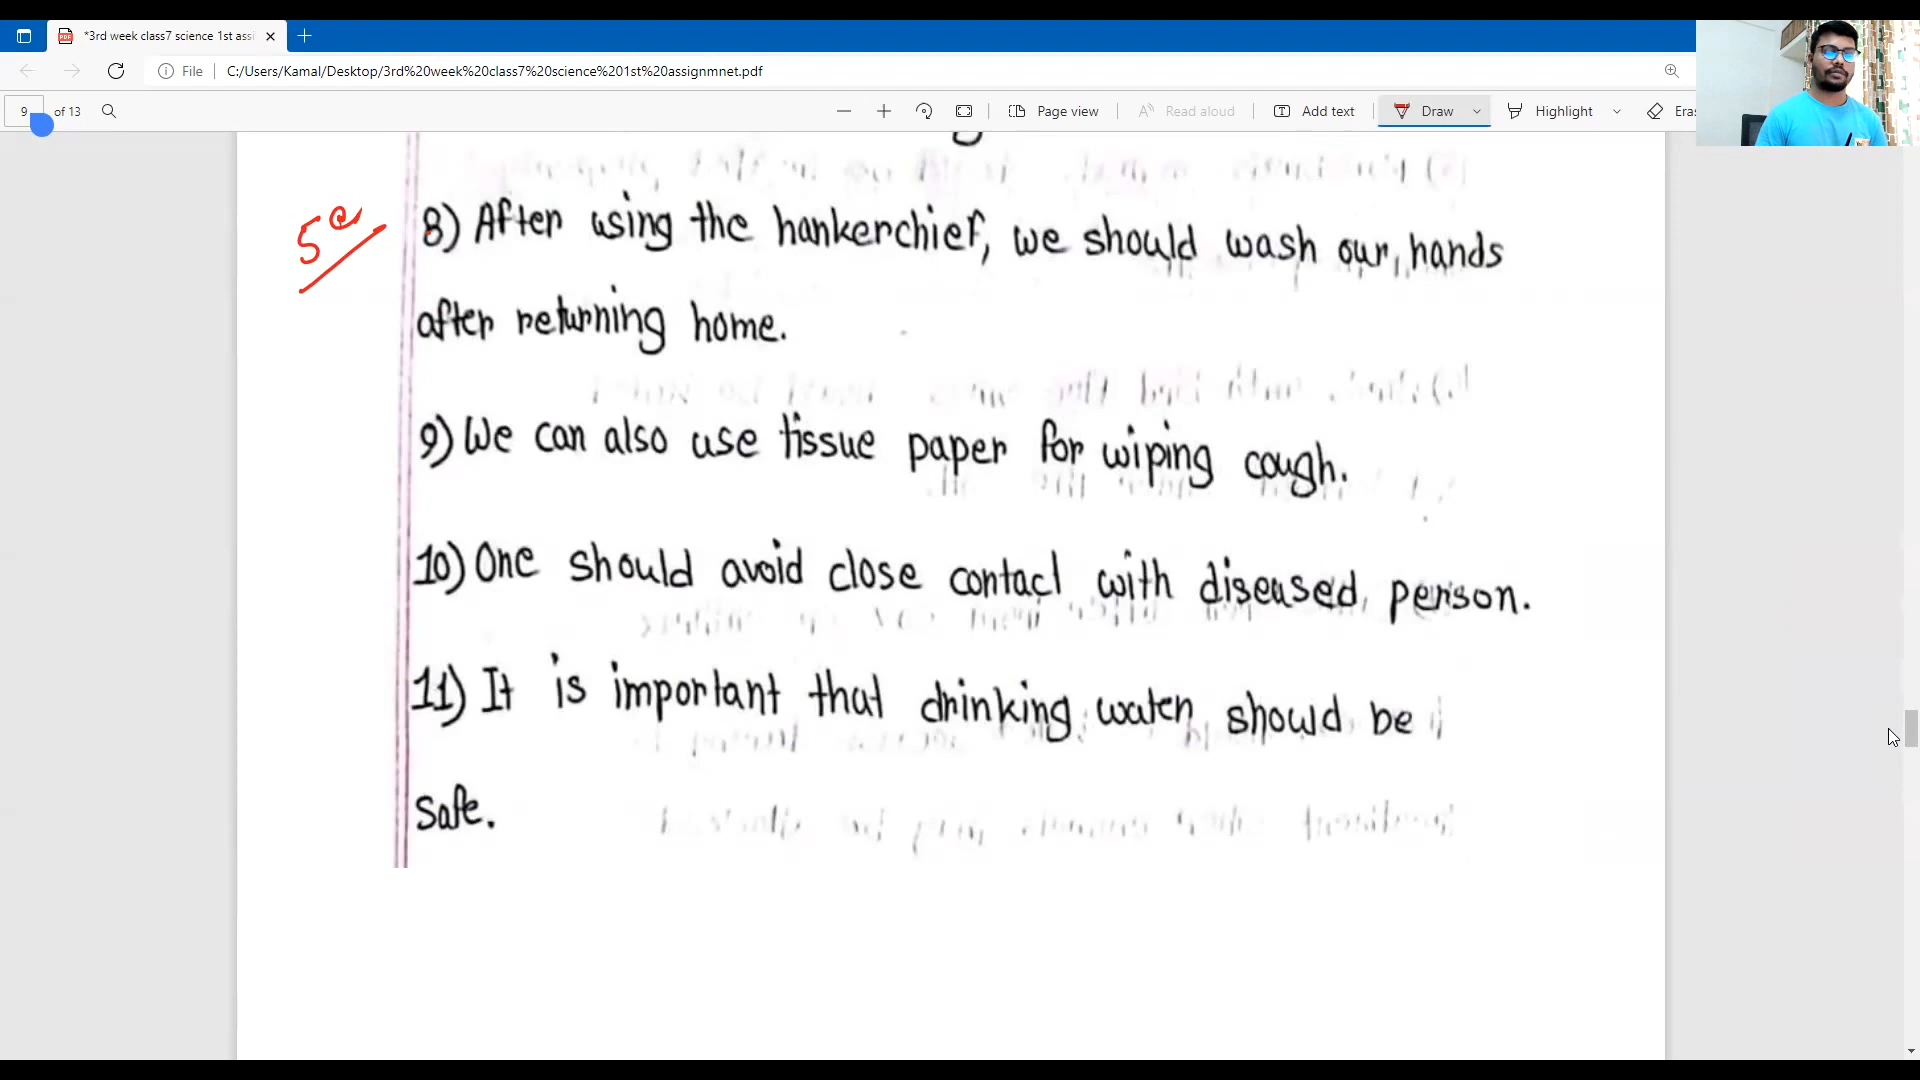 *3rd week class7 science 1st assi
File
C:/Users/Kamal/Desktop/3rd%20week%20class7%20science%201st%20assignmnet.pdf
9 of 13
Page view
Read aloud
Add text
Draw
Highlight
Eras
8) After using the hankerchief, we should wash our hands
after returning home.
9) We can also use tissue paper for wiping cough.
10) One should avoid close contact with diseased person.
11) It is important that drinking water should be
safe.